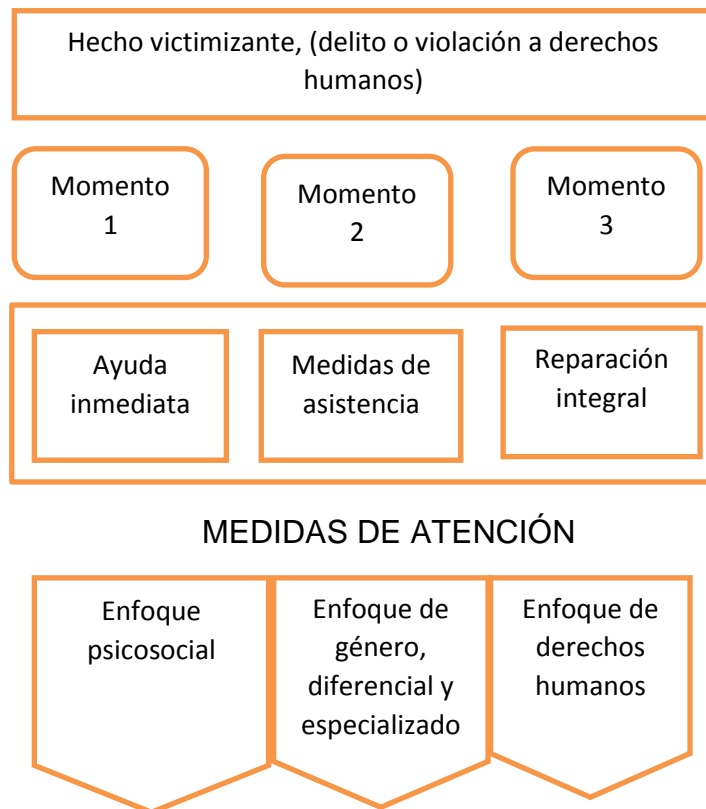 Hecho victimizante, (delito o violación a derechos
humanos)
Momento
1
Momento
2
Momento
3
Ayuda
inmediata
Medidas de
asistencia
Reparación
integral
MEDIDAS DE ATENCIÓN
Enfoque
psicosocial
Enfoque de
género,
diferencial y
especializado
Enfoque de
derechos
humanos